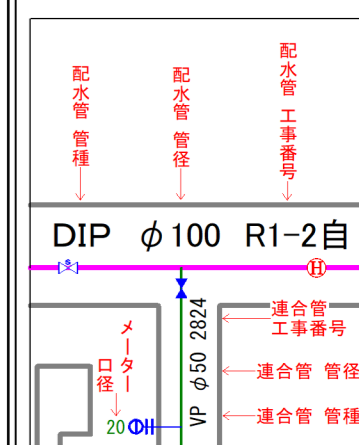 配水管 管種
配水管 管径
配水管 工事番号
DIP φ100 R1-2自
S
H
連合管
工事番号
VP φ50 2824
メーター
口径
連合管 管径
20
連合管 管種